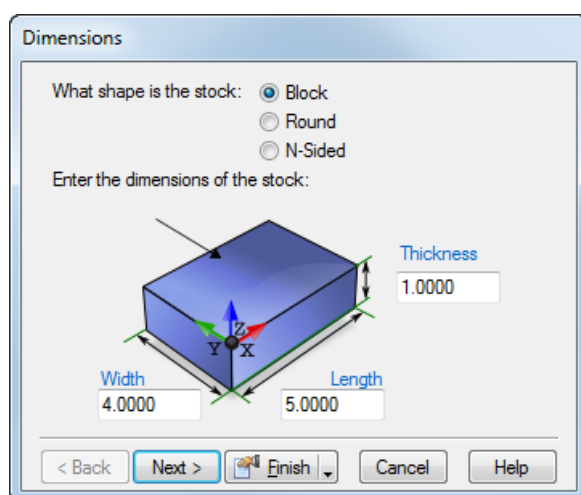 Dimensions
What shape is the stock: Block
Round
N-Sided
Enter the dimensions of the stock:
Thickness
1.0000
Z
Y X
Width Length
4.0000 5.0000
< Back Next > Finish Cancel Help